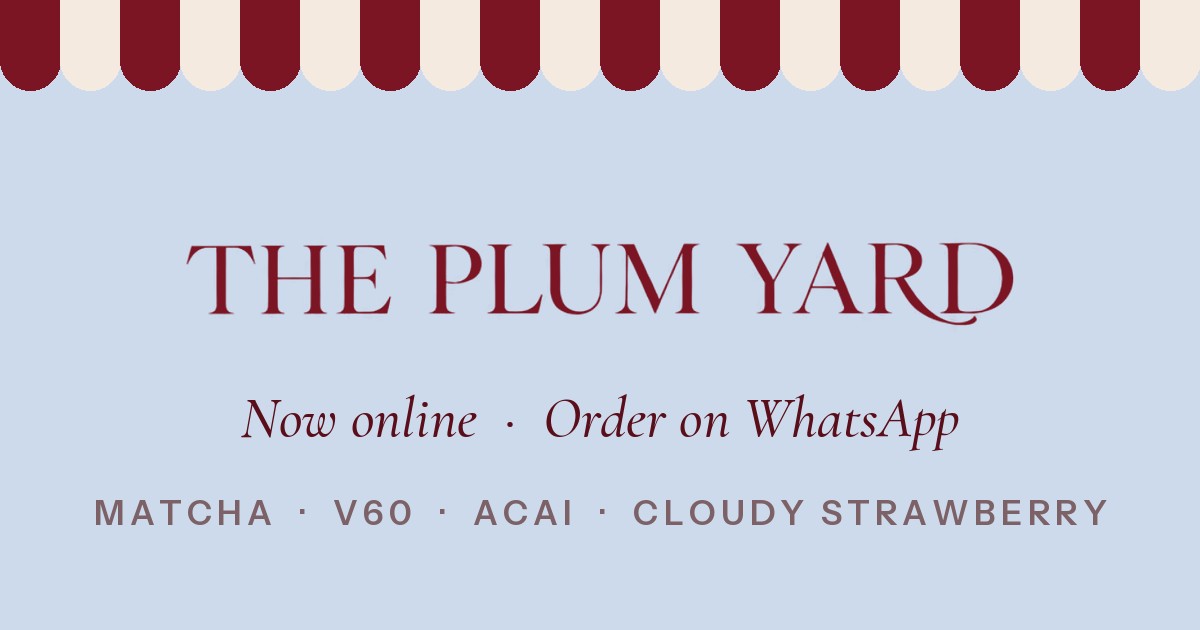 THE PLUM YARD
Now online · Order on WhatsApp
MATCHA · V60 · ACAI · CLOUDY STRAWBERRY